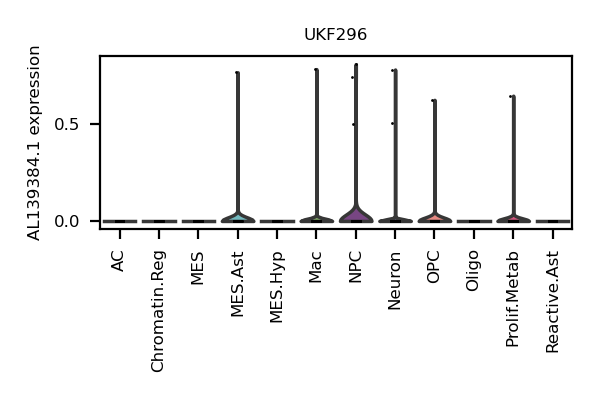 UKF296
AL139384.1 expression
0.5
0.0
AC
Chromatin.Reg
MES
MES.Ast
MES.Hyp
Mac
NPC
Neuron
OPC
Oligo
Prolif.Metab
Reactive.Ast